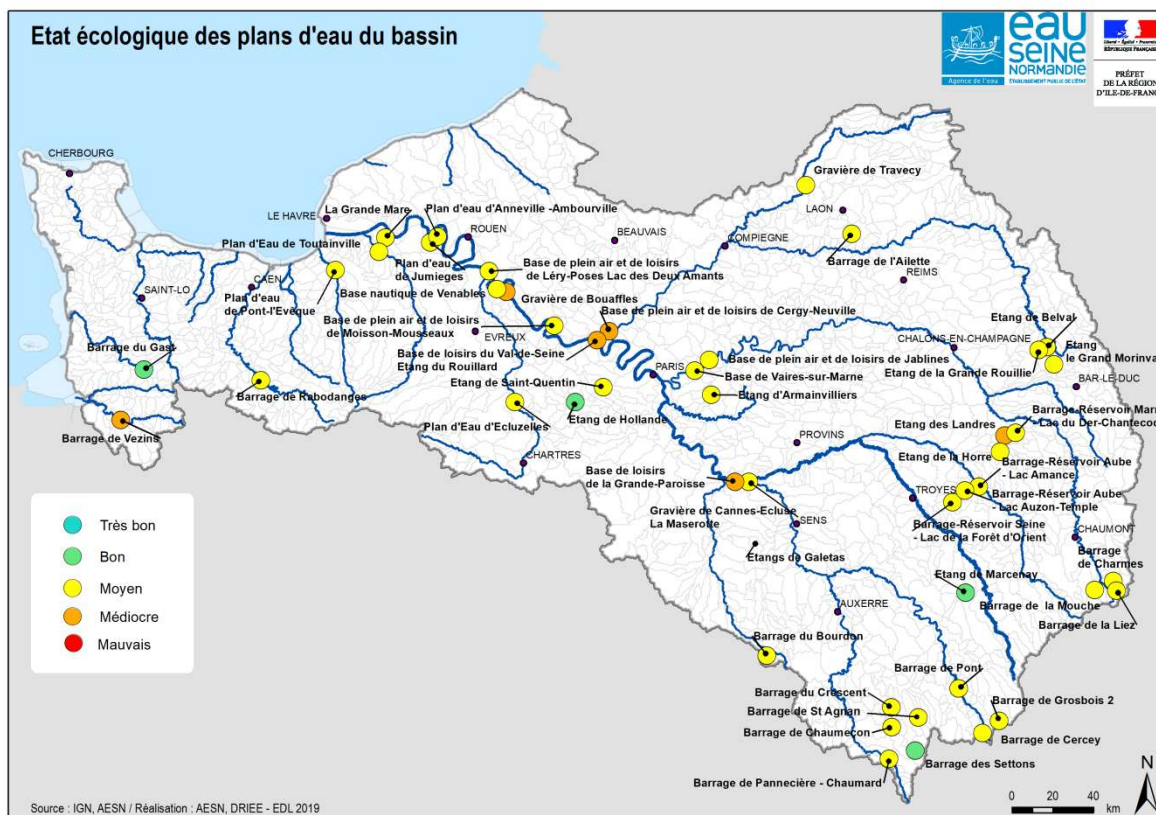 Etat écologique des plans d'eau du bassin
eau
SEINE
NORMANDIE
Agence de l'eau
ÉTABLISSEMENT PUBLIC DE L'ÉTAT
Liberté • Égalité • Fraternité
RÉPUBLIQUE FRANÇAISE
PRÉFET
DE LA RÉGION
D'ILE-DE-FRANC
CHERBOURG
Gravière de Travecy
LAON
LE HAVRE
La Grande Mare
Plan d'eau d'Anneville -Ambourville
ROUEN
BEAUVAIS
COMPIEGNE
Barrage de l'Ailette
Plan d'Eau de Toutainville
Plan d'eau
de Jumieges
Base de plein air et de loisirs
de Léry-Poses Lac des Deux Amants
REIMS
CAEN
SAINT-LO
Plan d'eau
de Pont-l'Evêque
Base nautique de Venables
Gravière de Bouaffles
Base de plein air et de loisirs de Cergy-Neuville
Base de plein air et de loisirs
de Moisson-Mousseaux
EVREUX
Etang de Belval
CHALONS-EN-CHAMPAGNE
Etang
le Grand Morinva
Barrage du Gast
Base de loisirs du Val-de-Seine
Etang du Rouillard
PARIS
Base de plein air et de loisirs de Jablines
Etang de la Grande Rouillie
Base de Vaires-sur-Marne
BAR-LE-DUC
Etang de Saint-Quentin
Barrage de Rabodanges
Etang d'Armainvilliers
Etang de Hollande
Barrage-Réservoir Marn
- Lac du Der-Chantecoq
Etang des Landres
Barrage de Vezins
Plan d'Eau d'Ecluzelles
PROVINS
Etang de la Horre
CHARTRES
Base de loisirs
de la Grande-Paroisse
Barrage-Réservoir Aube
- Lac Amance
TROYES
Barrage-Réservoir Aube
- Lac Auzon-Temple
Gravière de Cannes-Ecluse
La Maserotte
SENS
Barrage-Réservoir Seine
- Lac de la Forêt d'Orient
CHAUMONT
Etangs de Galetas
Barrage
de Charmes
Etang de Marcenay
Barrage de la Mouche
AUXERRE
Barrage de la Liez
Barrage du Bourdon
Barrage de Pont
Barrage du Crescent
Barrage de St Agnan
Barrage de Grosbois 2
Barrage de Chaumeçon
Barrage de Cercey
Barrage des Settons
Barrage de Pannecière - Chaumard
Très bon
Bon
Moyen
Médiocre
Mauvais
N
0 20 40
km
Source : IGN, AESN / Réalisation : AESN, DRIEE - EDL 2019